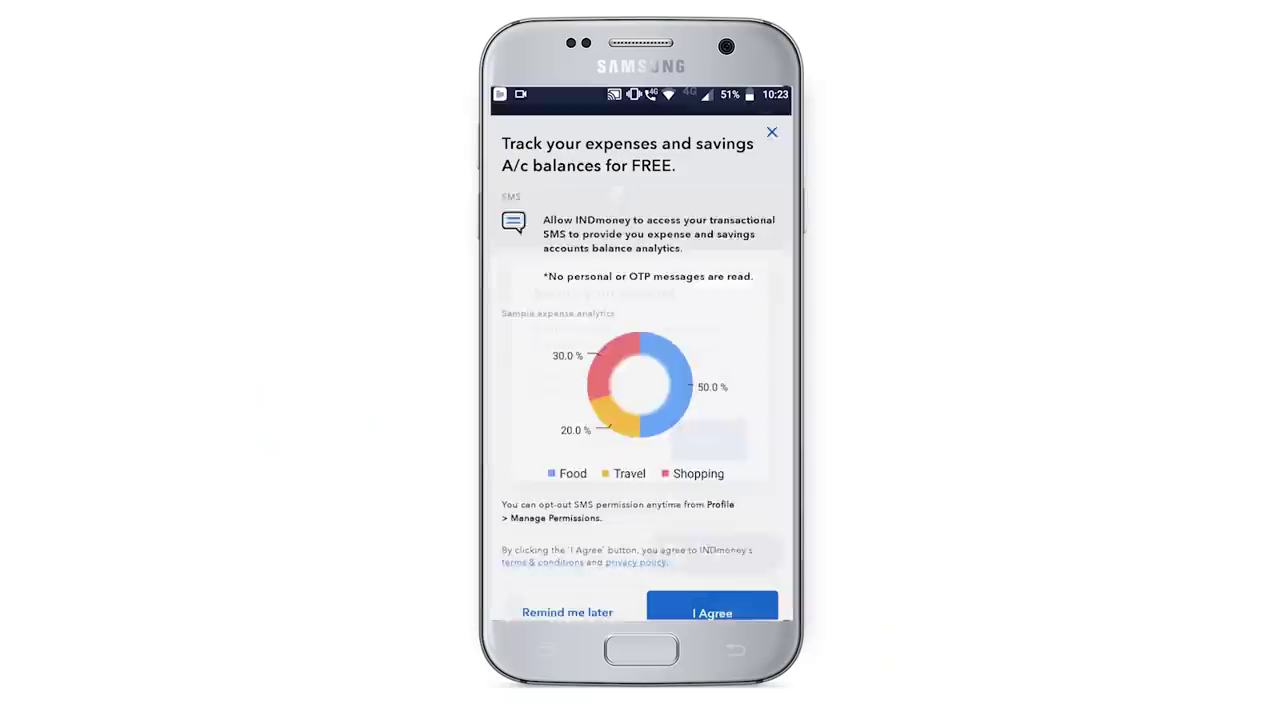 SAMSUNG
4G 4G 51% 10:23
Track your expenses and savings
A/c balances for FREE.
SMS
Allow INDmoney to access your transactional
SMS to provide you expense and savings
accounts balance analytics.
*No personal or OTP messages are read.
Sample expense analytics
30.0 %
50.0 %
20.0 %
Food Travel Shopping
You can opt-out SMS permission anytime from Profile
> Manage Permissions.
By clicking the 'I Agree' button, you agree to INDmoney's
terms & conditions and privacy policy.
Remind me later I Agree